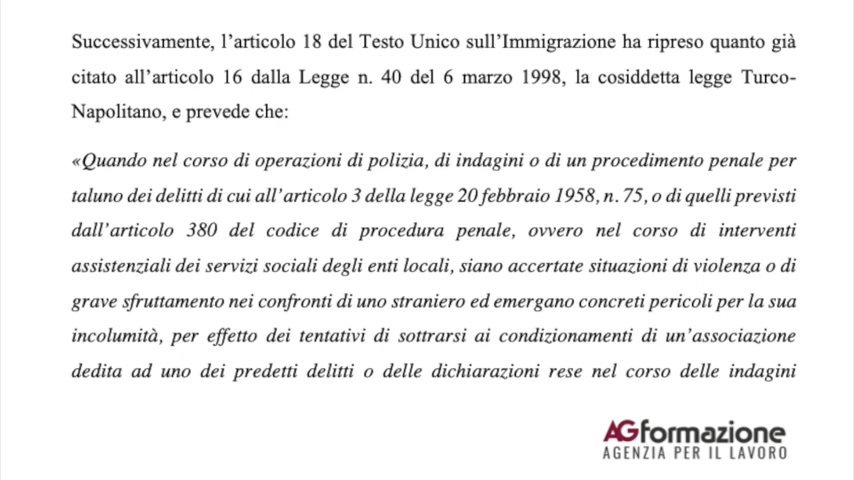 Successivamente, l’articolo 18 del Testo Unico sull’Immigrazione ha ripreso quanto già
citato all’articolo 16 dalla Legge n. 40 del 6 marzo 1998, la cosiddetta legge Turco-
Napolitano, e prevede che:
«Quando nel corso di operazioni di polizia, di indagini o di un procedimento penale per
taluno dei delitti di cui all’articolo 3 della legge 20 febbraio 1958, n. 75, o di quelli previsti
dall’articolo 380 del codice di procedura penale, ovvero nel corso di interventi
assistenziali dei servizi sociali degli enti locali, siano accertate situazioni di violenza o di
grave sfruttamento nei confronti di uno straniero ed emergano concreti pericoli per la sua
incolumità, per effetto dei tentativi di sottrarsi ai condizionamenti di un’associazione
dedita ad uno dei predetti delitti o delle dichiarazioni rese nel corso delle indagini
AGformazione
AGENZIA PER IL LAVORO